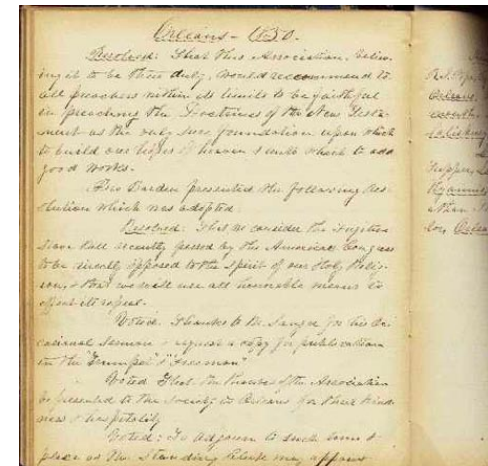 Orleans - 1850.
Resolved: That this Association, believ-
ing it to be their duty, would recommend to
all preachers within its limits to be faithful
in preaching the Doctrines of the New Testa-
ment as the only sure foundation upon which
to build our hopes of heaven & unto which to add
good works.
Bro Barden presented the following Res-
olution which was adopted
Resolved: That we consider the Fugitive
Slave Bill recently passed by the American Congress
to be opposed to the spirit of our Holy Relig-
ion, & that we will use all honorable means to
effect its repeal.
Voted. Thanks to Br. Sawyer for his Oc-
casional Sermon & request a copy for publication
in the "Trumpet" & "Freeman"
Voted That the thanks of the Association
be presented to the Society in Orleans for their kind-
ness & hospitality
Voted: To adjourn to such time &
place as the Standing Clerk may appoint
Orleans,
Hyannis